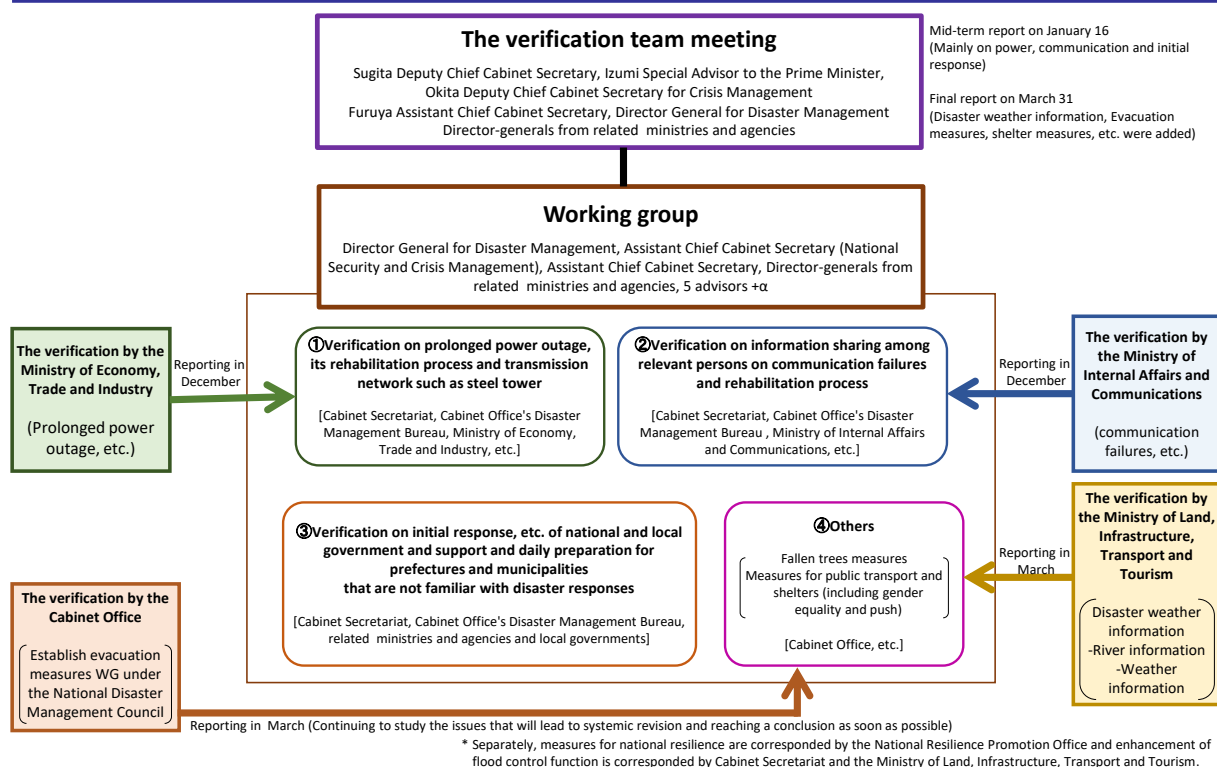 The verification team meeting
Sugita Deputy Chief Cabinet Secretary, Izumi Special Advisor to the Prime Minister,
Okita Deputy Chief Cabinet Secretary for Crisis Management
Furuya Assistant Chief Cabinet Secretary, Director General for Disaster Management
Director-generals from related ministries and agencies
Mid-term report on January 16
(Mainly on power, communication and initial
response)
Final report on March 31
(Disaster weather information, Evacuation
measures, shelter measures, etc. were added)
Working group
Director General for Disaster Management, Assistant Chief Cabinet Secretary (National
Security and Crisis Management), Assistant Chief Cabinet Secretary, Director-generals from
related ministries and agencies, 5 advisors +α
The verification by the
Ministry of Economy,
Trade and Industry
(Prolonged power
outage, etc.)
Reporting in
December
①Verification on prolonged power outage,
its rehabilitation process and transmission
network such as steel tower
[Cabinet Secretariat, Cabinet Office's Disaster
Management Bureau, Ministry of Economy,
Trade and Industry, etc.]
②Verification on information sharing among
relevant persons on communication failures
and rehabilitation process
[Cabinet Secretariat, Cabinet Office's Disaster
Management Bureau , Ministry of Internal Affairs
and Communications, etc.]
Reporting in
December
The verification by
the Ministry of
Internal Affairs and
Communications
(communication
failures, etc.)
③Verification on initial response, etc. of national and local
government and support and daily preparation for
prefectures and municipalities
that are not familiar with disaster responses
[Cabinet Secretariat, Cabinet Office's Disaster Management Bureau,
related ministries and agencies and local governments]
④Others
Fallen trees measures
Measures for public transport and
shelters (including gender
equality and push)
[Cabinet Office, etc.]
Reporting in
March
The verification by
the Ministry of Land,
Infrastructure,
Transport and
Tourism
Disaster weather
information
-River information
-Weather
information
The verification by the
Cabinet Office
Establish evacuation
measures WG under
the National Disaster
Management Council
Reporting in March (Continuing to study the issues that will lead to systemic revision and reaching a conclusion as soon as possible)
* Separately, measures for national resilience are corresponded by the National Resilience Promotion Office and enhancement of
flood control function is corresponded by Cabinet Secretariat and the Ministry of Land, Infrastructure, Transport and Tourism.